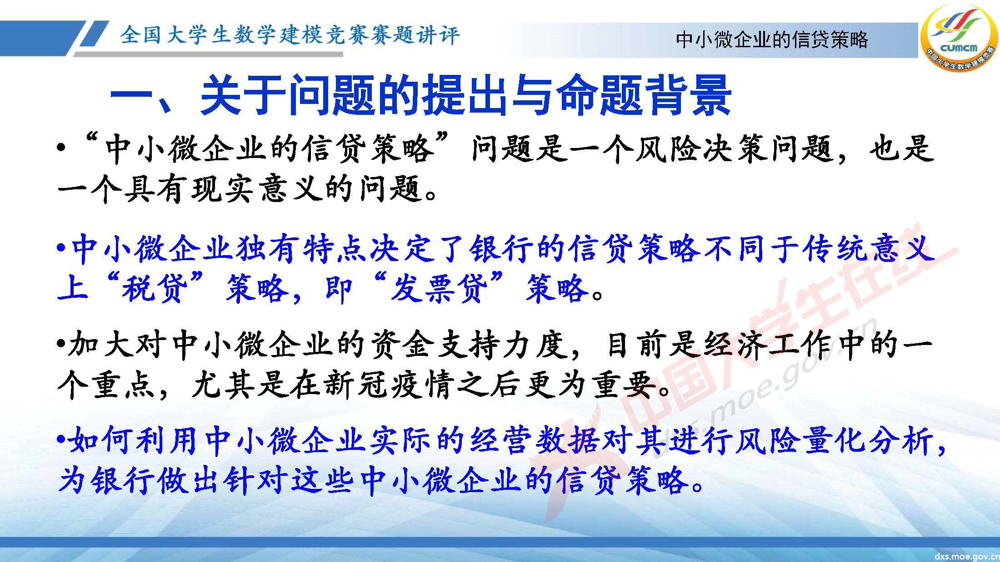 全国大学生数学建模竞赛赛题讲评
中小微企业的信贷策略
CUMCM
中国大学生数学建模竞赛
一、关于问题的提出与命题背景
•“中小微企业的信贷策略”问题是一个风险决策问题，也是
一个具有现实意义的问题。
•中小微企业独有特点决定了银行的信贷策略不同于传统意义
上“税贷”策略，即“发票贷”策略。
•加大对中小微企业的资金支持力度，目前是经济工作中的一
个重点，尤其是在新冠疫情之后更为重要。
•如何利用中小微企业实际的经营数据对其进行风险量化分析，
为银行做出针对这些中小微企业的信贷策略。
中国大学生在线
dxs.moe.gov.cn
dxs.moe.gov.cn